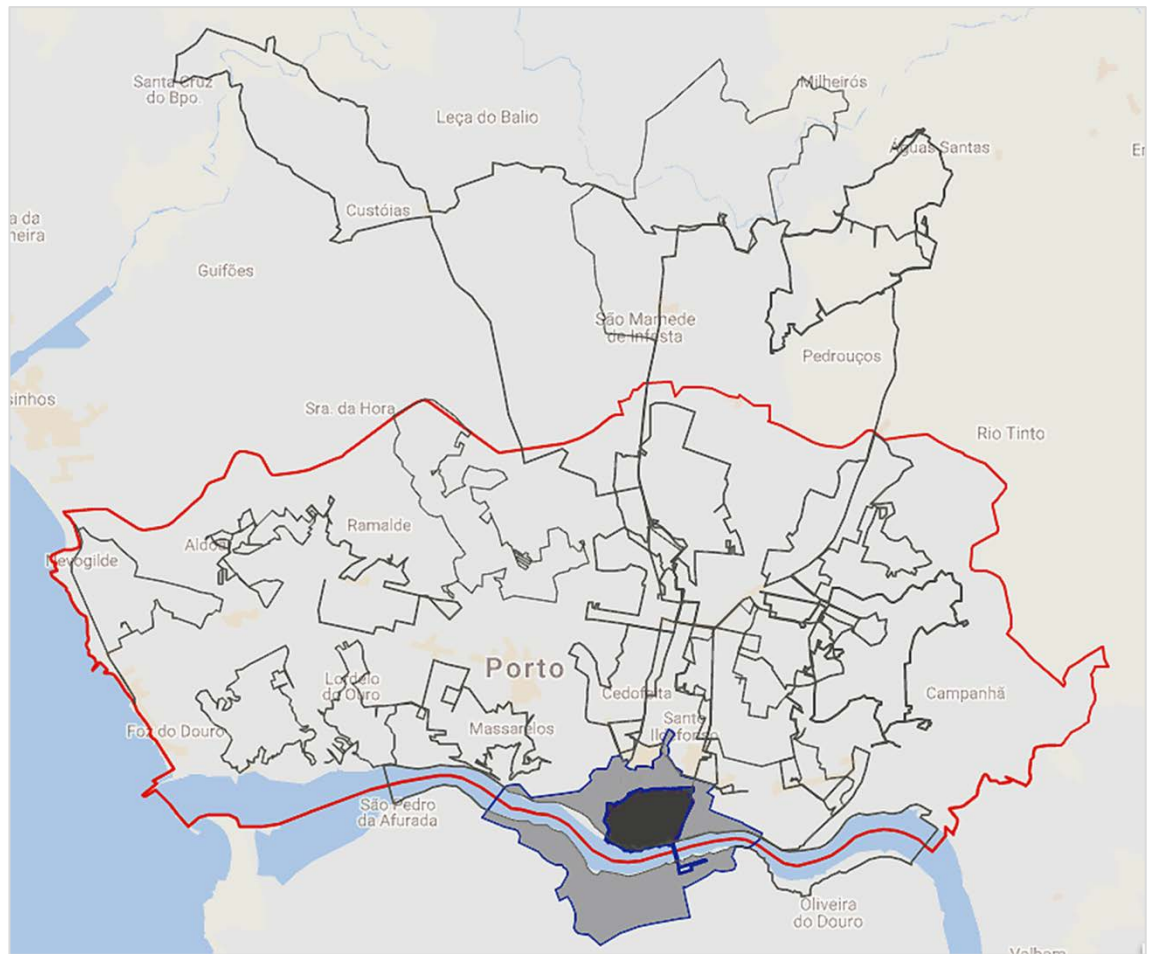 Santa Cruz
do Bpo.
Milheirós
Leça do Balio
Águas Santas
Custóias
Guifões
São Mamede
de Infesta
Pedrouços
Sra. da Hora
Rio Tinto
Ramalde
Aldoar
Nevogilde
Porto
Lordelo
do Ouro
Cedofeita
Campanhã
Foz do Douro
Massarelos
Santo
Ildefonso
São Pedro
da Afurada
Oliveira
do Douro